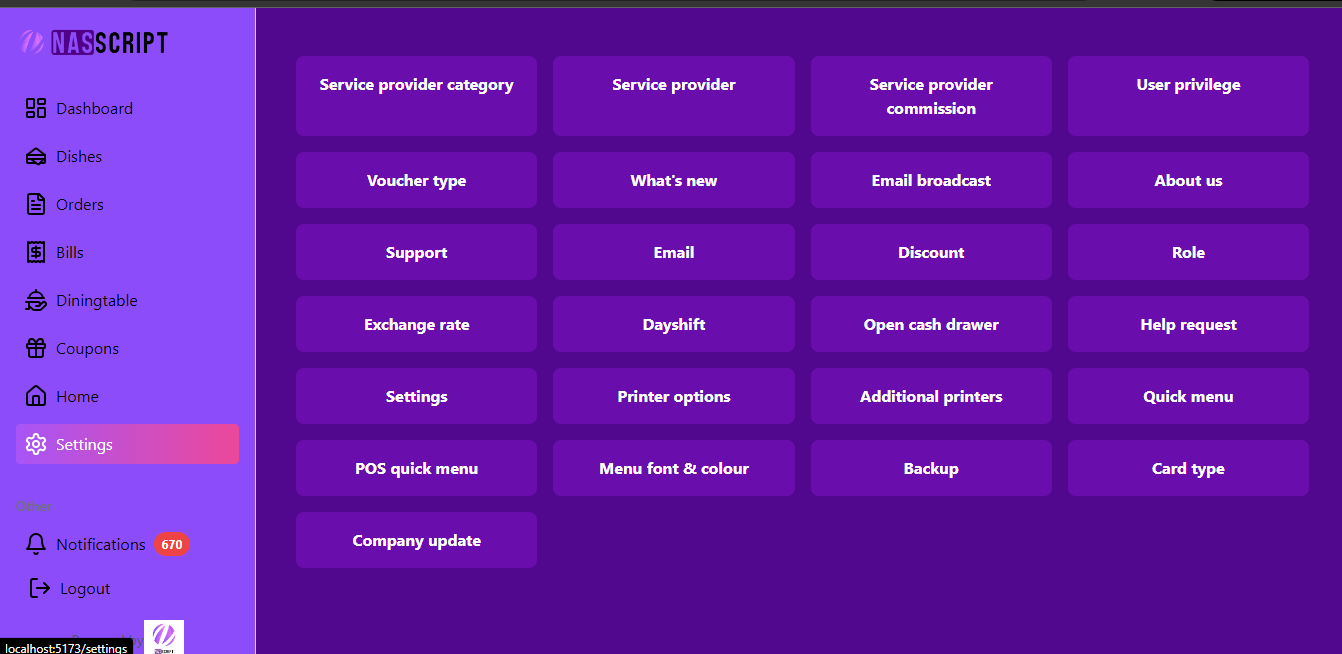 NASSCRIPT
Dashboard
Dishes
Orders
Bills
Diningtable
Coupons
Home
Settings
Other
Notifications 670
Logout
Powered by
localhost:5173/settings
Service provider category
Service provider
Service provider
commission
User privilege
Voucher type
What's new
Email broadcast
About us
Support
Email
Discount
Role
Exchange rate
Dayshift
Open cash drawer
Help request
Settings
Printer options
Additional printers
Quick menu
POS quick menu
Menu font & colour
Backup
Card type
Company update